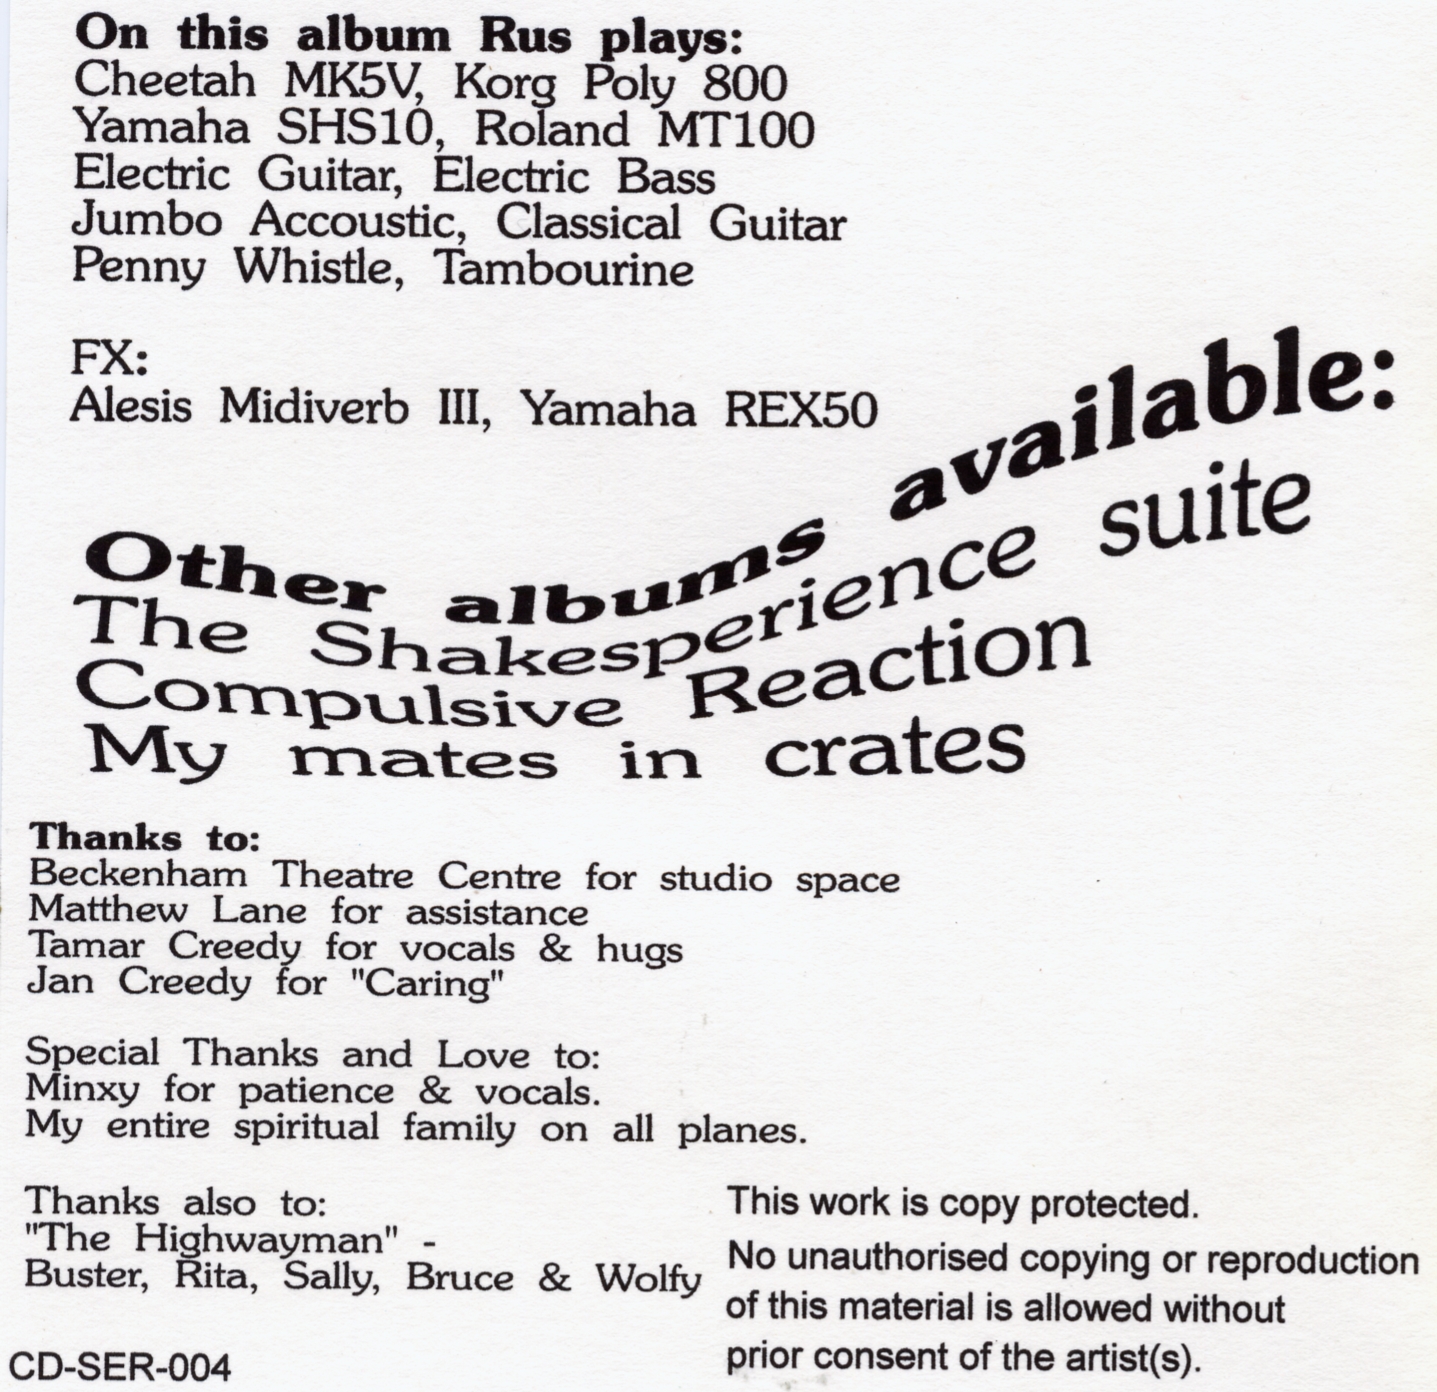 On this album Rus plays:
Cheetah MK5V, Korg Poly 800
Yamaha SHS10, Roland MT100
Electric Guitar, Electric Bass
Jumbo Accoustic, Classical Guitar
Penny Whistle, Tambourine
FX:
Alesis Midiverb III, Yamaha REX50
Other albums available:
The Shakesperience suite
Compulsive Reaction
My mates in crates
Thanks to:
Beckenham Theatre Centre for studio space
Matthew Lane for assistance
Tamar Creedy for vocals & hugs
Jan Creedy for "Caring"
Special Thanks and Love to:
Minxy for patience & vocals.
My entire spiritual family on all planes.
Thanks also to:
"The Highwayman" -
Buster, Rita, Sally, Bruce & Wolfy
This work is copy protected.
No unauthorised copying or reproduction
of this material is allowed without
prior consent of the artist(s).
CD-SER-004